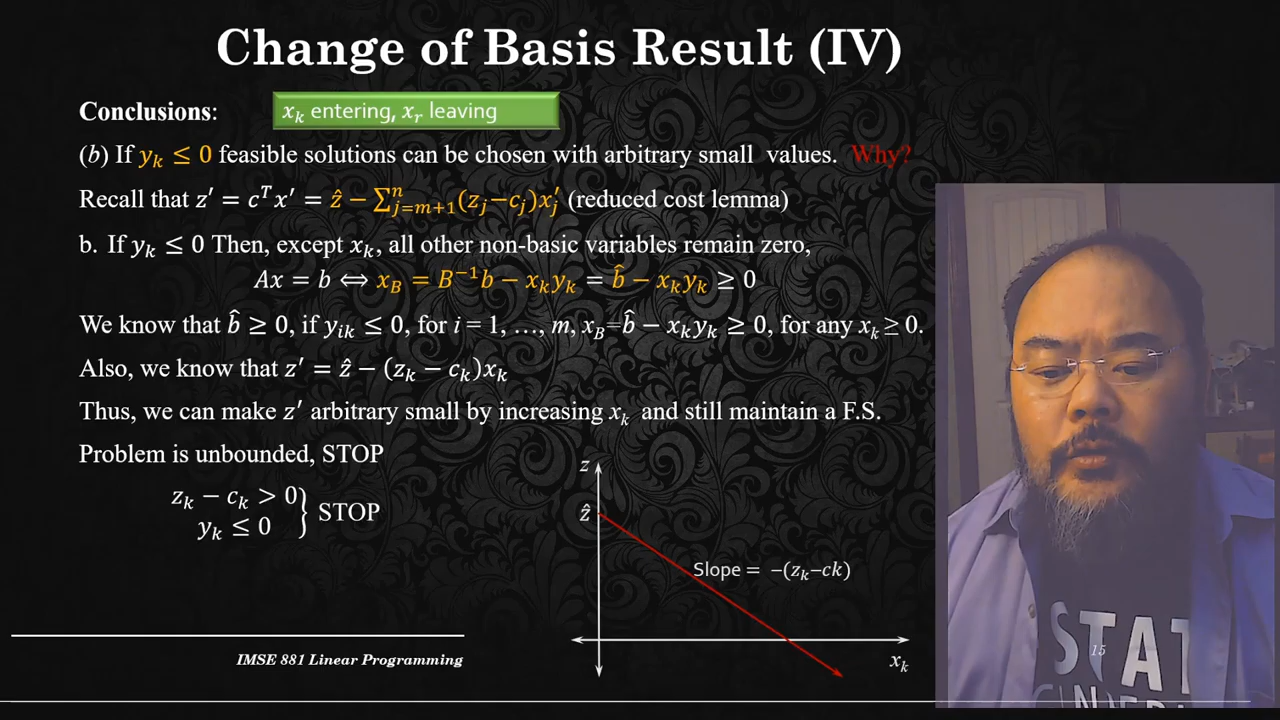 Change of Basis Result (IV)
Conclusions:
x_k entering, x_r leaving
(b) If y_k ≤ 0 feasible solutions can be chosen with arbitrary small values. Why?
Recall that z′ = c^T x′ = ẑ − ∑_{j=m+1}^n (z_j−c_j)x′_j (reduced cost lemma)
b. If y_k ≤ 0 Then, except x_k, all other non-basic variables remain zero,
Ax = b ⟺ x_B = B^{−1}b − x_k y_k = b̂ − x_k y_k ≥ 0
We know that b̂ ≥ 0, if y_{ik} ≤ 0, for i = 1, …, m, x_B=b̂ − x_k y_k ≥ 0, for any x_k ≥ 0.
Also, we know that z′ = ẑ − (z_k − c_k)x_k
Thus, we can make z′ arbitrary small by increasing x_k and still maintain a F.S.
Problem is unbounded, STOP
z_k − c_k > 0
y_k ≤ 0
} STOP
z
ẑ
Slope = −(z_k−ck)
x_k
IMSE 881 Linear Programming
15
STAT